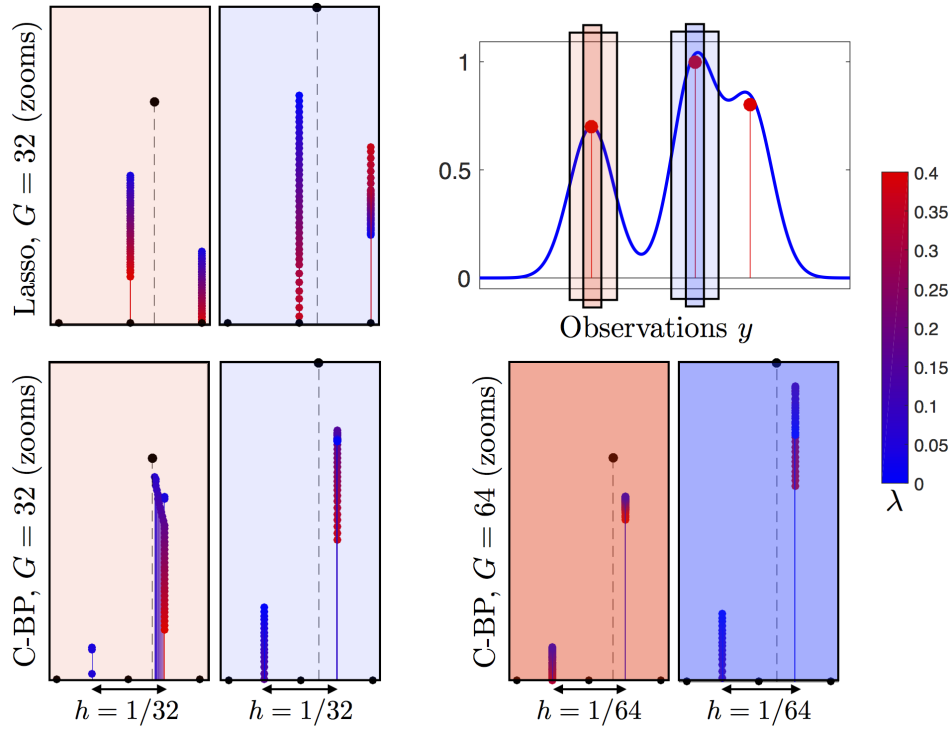 Lasso, G = 32 (zooms)
1
0.5
0
Observations y
0.4
0.35
0.3
0.25
0.2
0.15
0.1
0.05
0
λ
C-BP, G = 32 (zooms)
h = 1/32
h = 1/32
C-BP, G = 64 (zooms)
h = 1/64
h = 1/64